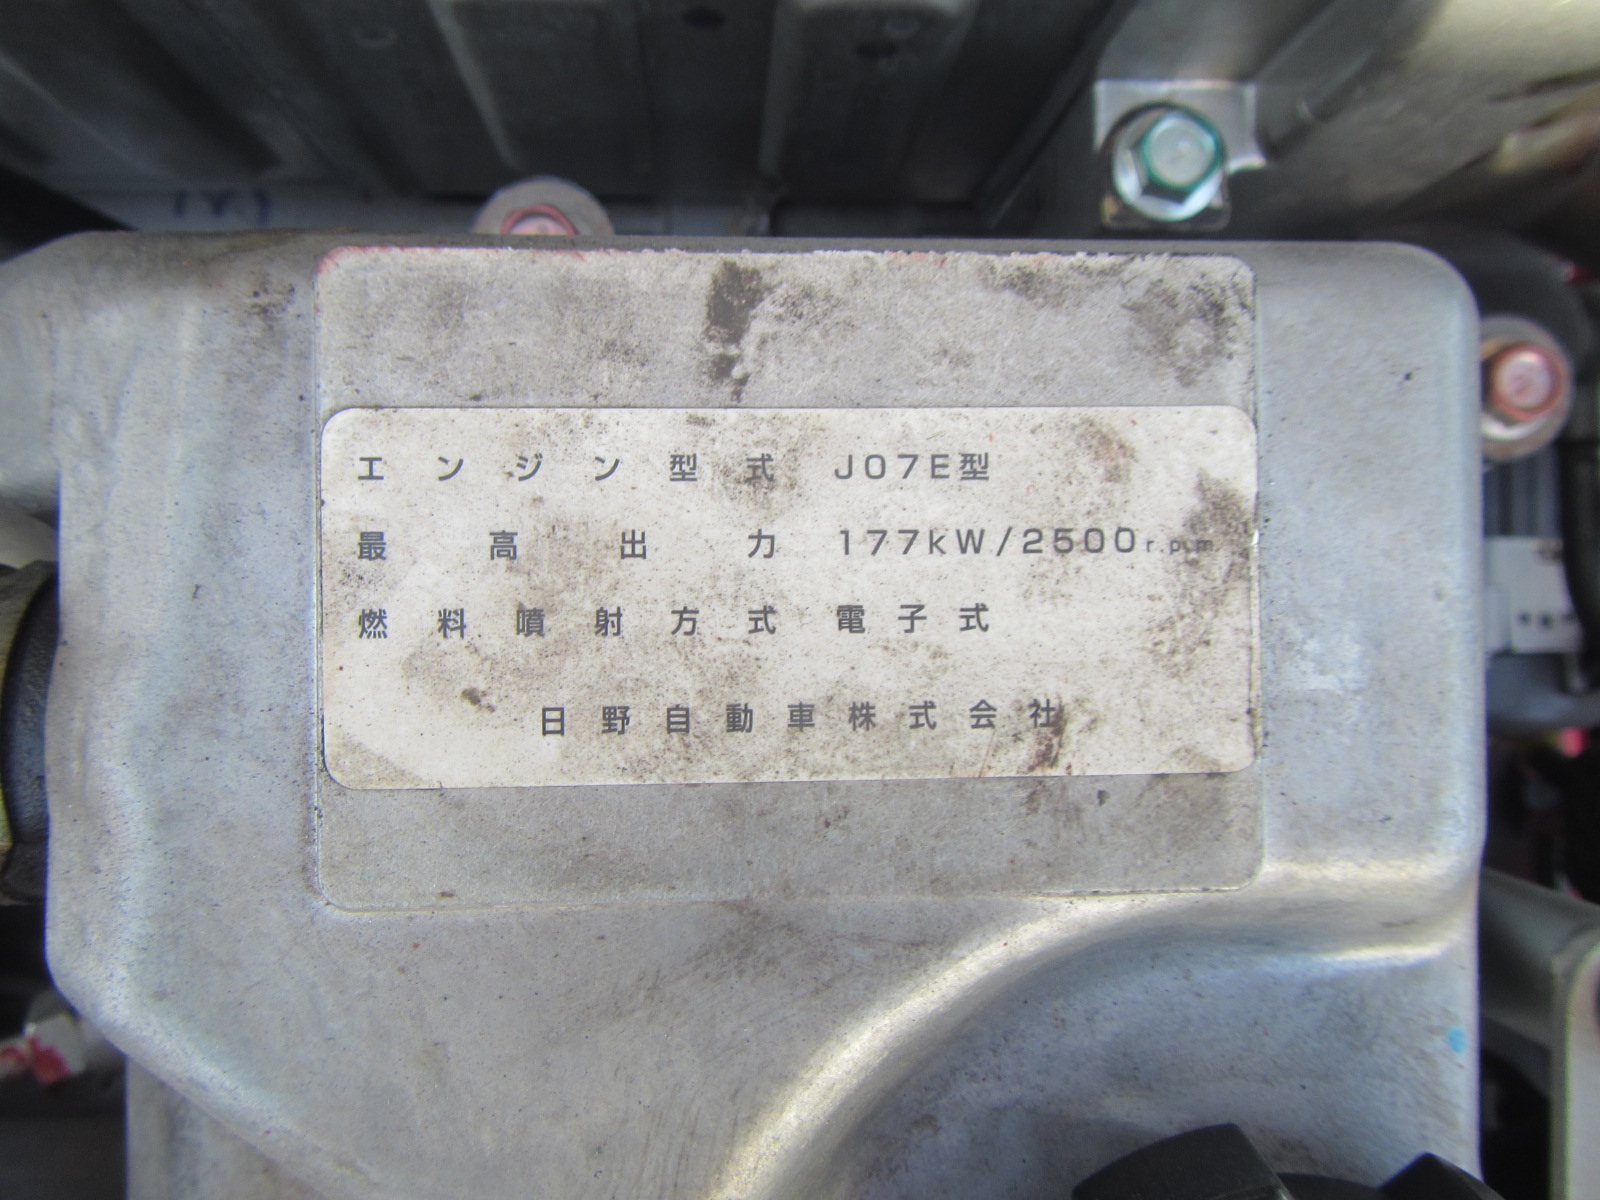 エンジン型式 J07E型
最高出力 177kW/2500r.p.m
燃料噴射方式 電子式
日野自動車株式会社